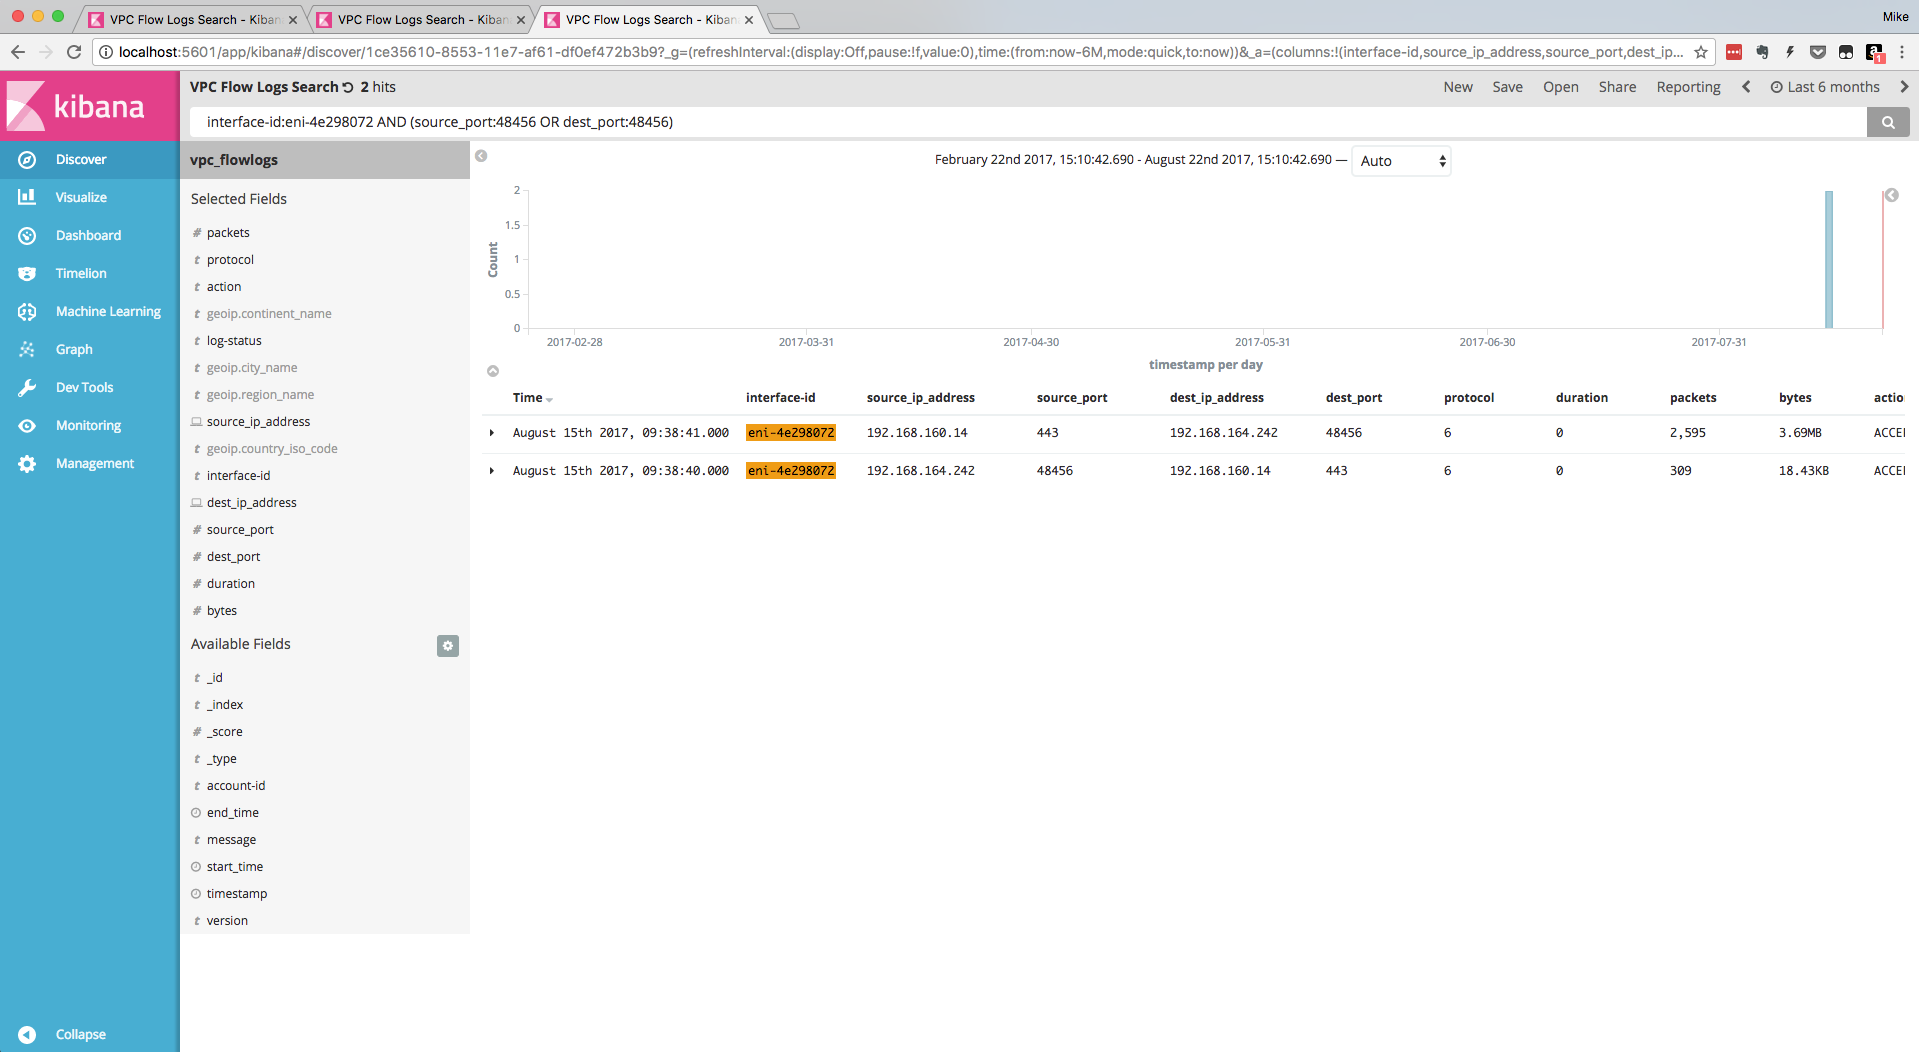 VPC Flow Logs Search - Kibana
VPC Flow Logs Search - Kibana
VPC Flow Logs Search - Kibana
Mike
localhost:5601/app/kibana#/discover/1ce35610-8553-11e7-af61-df0ef472b3b9?_g=(refreshInterval:(display:Off,pause:!f,value:0),time:(from:now-6M,mode:quick,to:now))&_a=(columns:!(interface-id,source_ip_address,source_port,dest_ip...
1
kibana
VPC Flow Logs Search 2 hits
New Save Open Share Reporting Last 6 months
interface-id:eni-4e298072 AND (source_port:48456 OR dest_port:48456)
Discover
Visualize
Dashboard
Timelion
Machine Learning
Graph
Dev Tools
Monitoring
Management
Collapse
vpc_flowlogs
Selected Fields
# packets
t protocol
t action
t geoip.continent_name
t log-status
t geoip.city_name
t geoip.region_name
source_ip_address
t geoip.country_iso_code
t interface-id
dest_ip_address
# source_port
# dest_port
# duration
# bytes
Available Fields
t _id
t _index
# _score
t _type
t account-id
end_time
t message
start_time
timestamp
t version
February 22nd 2017, 15:10:42.690 - August 22nd 2017, 15:10:42.690 — Auto
Count
2
1.5
1
0.5
0
2017-02-28 2017-03-31 2017-04-30 2017-05-31 2017-06-30 2017-07-31
timestamp per day
Time interface-id source_ip_address source_port dest_ip_address dest_port protocol duration packets bytes actio
August 15th 2017, 09:38:41.000 eni-4e298072 192.168.160.14 443 192.168.164.242 48456 6 0 2,595 3.69MB ACCE
August 15th 2017, 09:38:40.000 eni-4e298072 192.168.164.242 48456 192.168.160.14 443 6 0 309 18.43KB ACCE